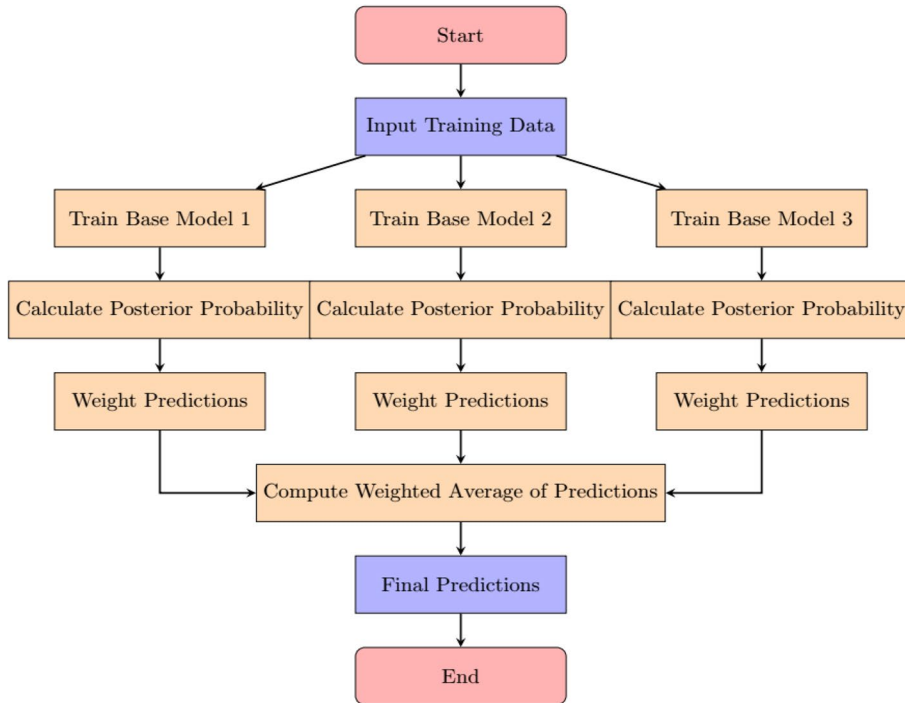 Start
Input Training Data
Train Base Model 1
Train Base Model 2
Train Base Model 3
Calculate Posterior Probability
Calculate Posterior Probability
Calculate Posterior Probability
Weight Predictions
Weight Predictions
Weight Predictions
Compute Weighted Average of Predictions
Final Predictions
End